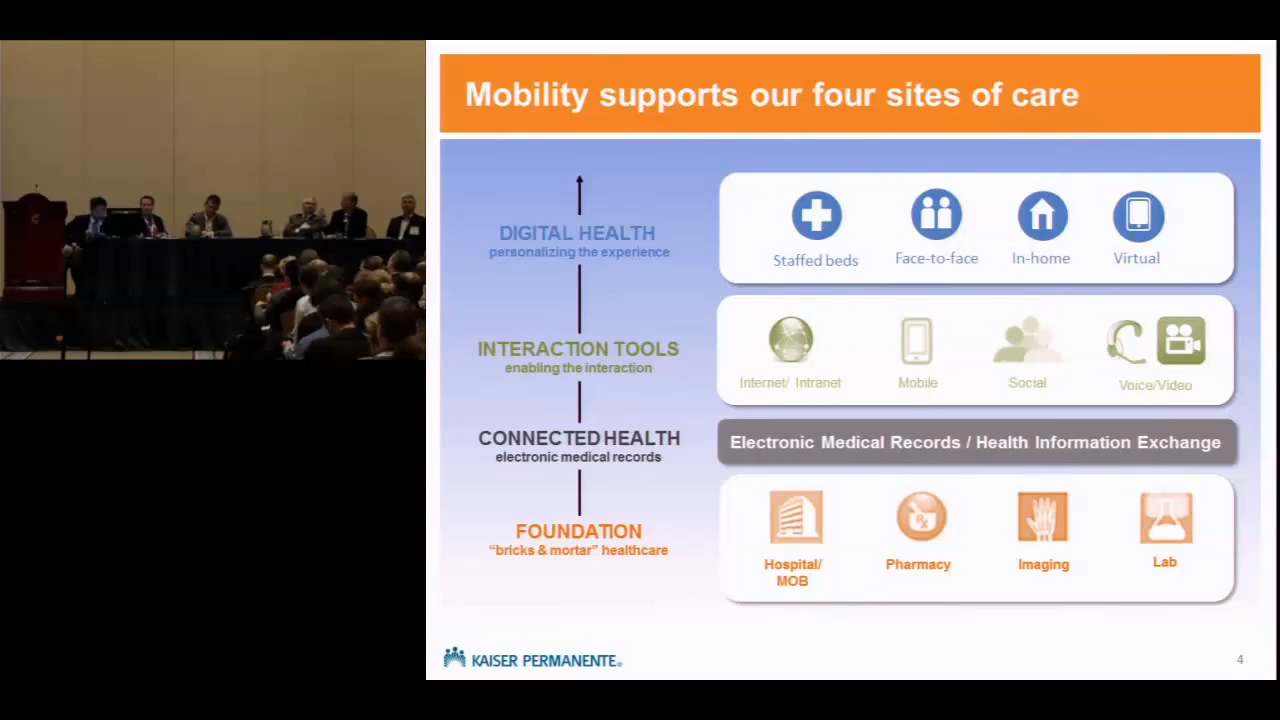 Mobility supports our four sites of care
DIGITAL HEALTH
personalizing the experience
Staffed beds
Face-to-face
In-home
Virtual
INTERACTION TOOLS
enabling the interaction
Internet/ Intranet
Mobile
Social
Voice/Video
CONNECTED HEALTH
electronic medical records
Electronic Medical Records / Health Information Exchange
FOUNDATION
"bricks & mortar" healthcare
Rx
Hospital/
MOB
Pharmacy
Imaging
Lab
KAISER PERMANENTE®
4